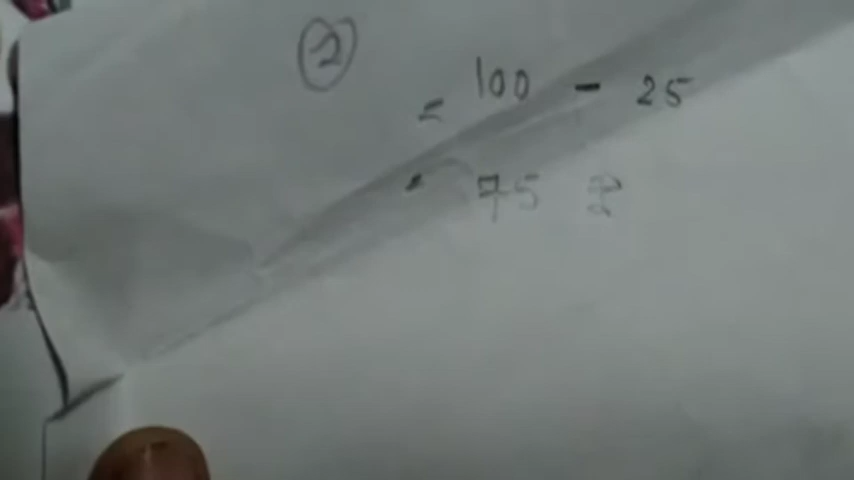 ②
= 100 - 25
= 75